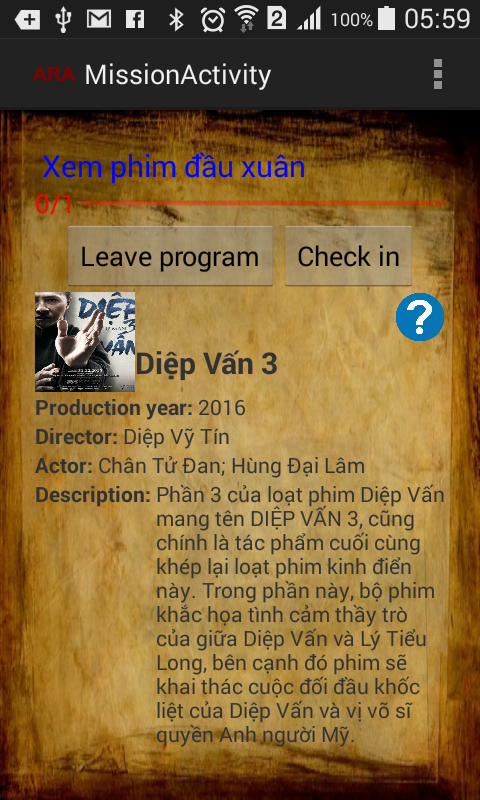 2 100% 05:59
ARA MissionActivity
Xem phim đầu xuân
0/1
Leave program Check in
?
DIỆP
3
VẤN
Diệp Vấn 3
Production year: 2016
Director: Diệp Vỹ Tín
Actor: Chân Tử Đan; Hùng Đại Lâm
Description: Phần 3 của loạt phim Diệp Vấn
mang tên DIỆP VẤN 3, cũng
chính là tác phẩm cuối cùng
khép lại loạt phim kinh điển
này. Trong phần này, bộ phim
khắc họa tình cảm thầy trò
của giữa Diệp Vấn và Lý Tiểu
Long, bên cạnh đó phim sẽ
khai thác cuộc đối đầu khốc
liệt của Diệp Vấn và vị võ sĩ
quyền Anh người Mỹ.